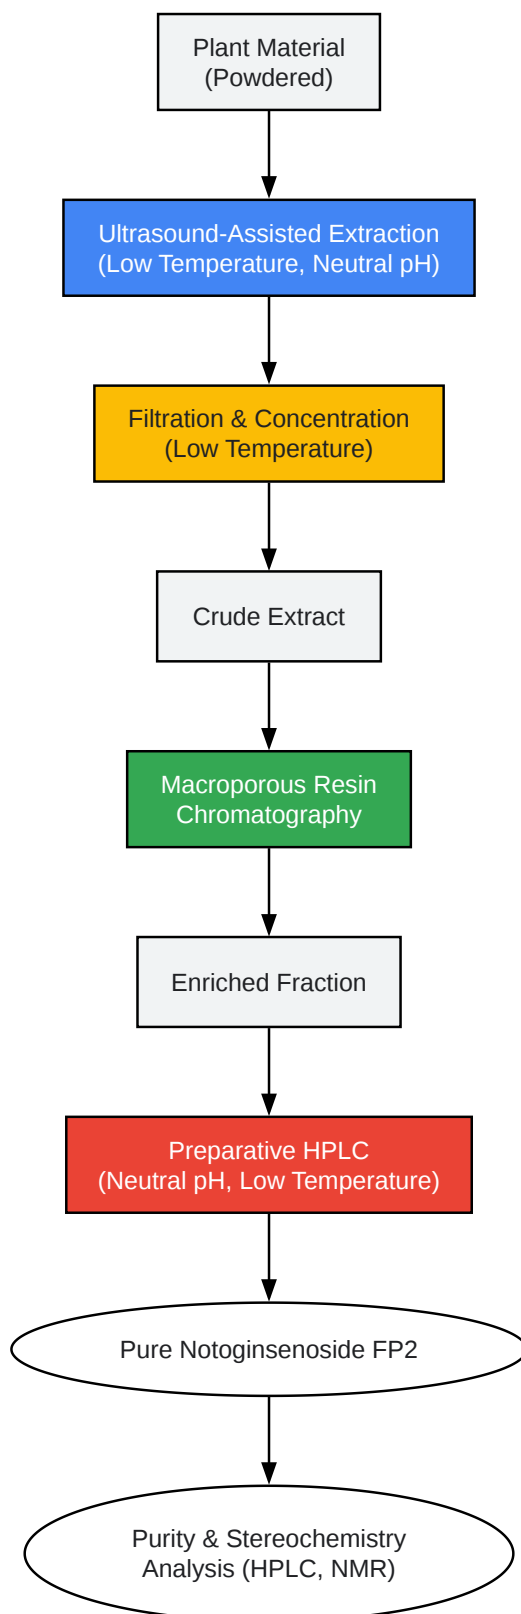 Plant Material
(Powdered)
Ultrasound-Assisted Extraction
(Low Temperature, Neutral pH)
Filtration & Concentration
(Low Temperature)
Crude Extract
Macroporous Resin
Chromatography
Enriched Fraction
Preparative HPLC
(Neutral pH, Low Temperature)
Pure Notoginsenoside FP2
Purity & Stereochemistry
Analysis (HPLC, NMR)